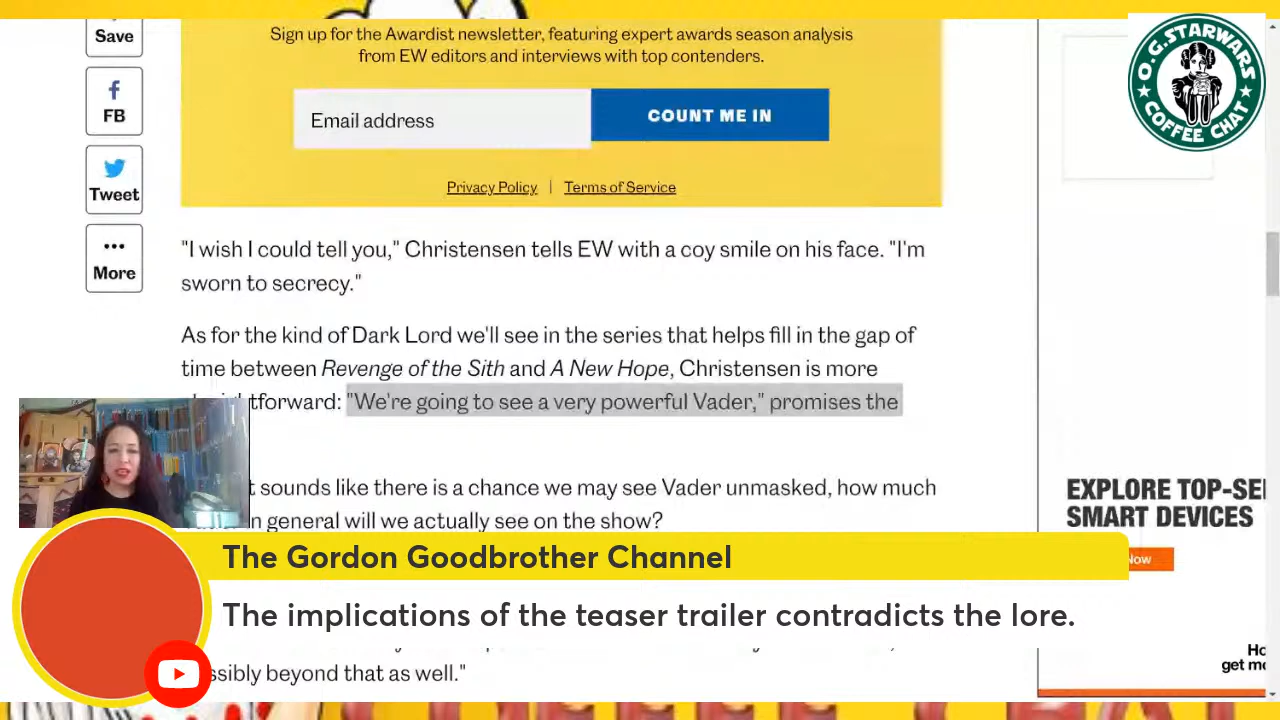 Save
Sign up for the Awardist newsletter, featuring expert awards season analysis
from EW editors and interviews with top contenders.
O.G. STARWARS
COFFEE CHAT
FB
Email address
COUNT ME IN
Tweet
Privacy Policy | Terms of Service
More
"I wish I could tell you," Christensen tells EW with a coy smile on his face. "I'm
sworn to secrecy."
As for the kind of Dark Lord we'll see in the series that helps fill in the gap of
time between Revenge of the Sith and A New Hope, Christensen is more
tforward: "We're going to see a very powerful Vader," promises the
t sounds like there is a chance we may see Vader unmasked, how much
n general will we actually see on the show?
EXPLORE TOP-SEL
SMART DEVICES
Now
The Gordon Goodbrother Channel
The implications of the teaser trailer contradicts the lore.
ssibly beyond that as well."
Ho
get mo
COFFEE CHAT